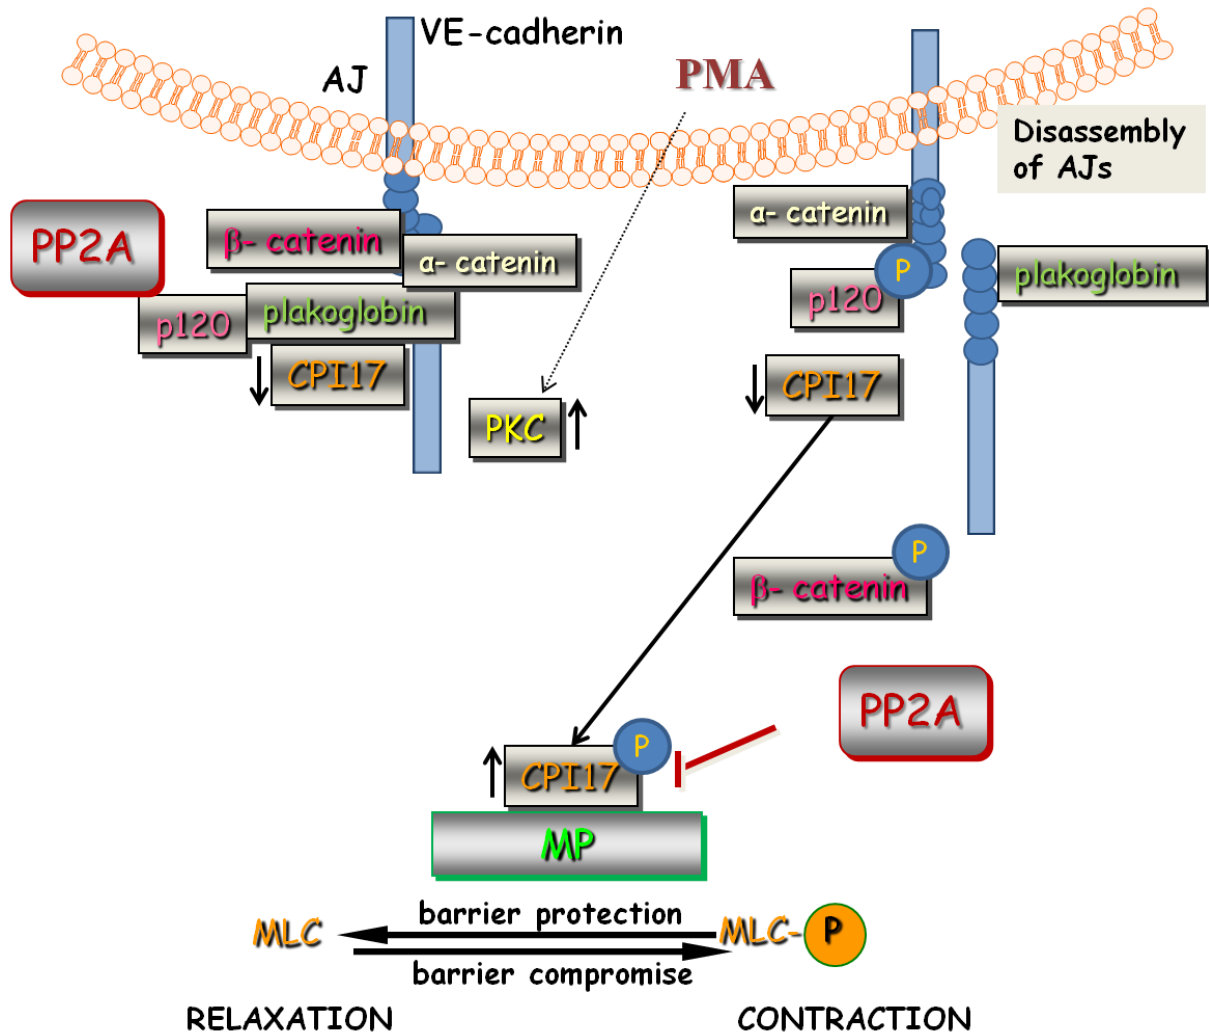 VE-cadherin
AJ
PMA
Disassembly
of AJs
PP2A
β- catenin
α- catenin
p120
plakoglobin
CPI17
PKC
α- catenin
P
p120
plakoglobin
CPI17
P
β- catenin
PP2A
P
CPI17
MP
barrier protection
MLC
MLC-
P
barrier compromise
RELAXATION
CONTRACTION